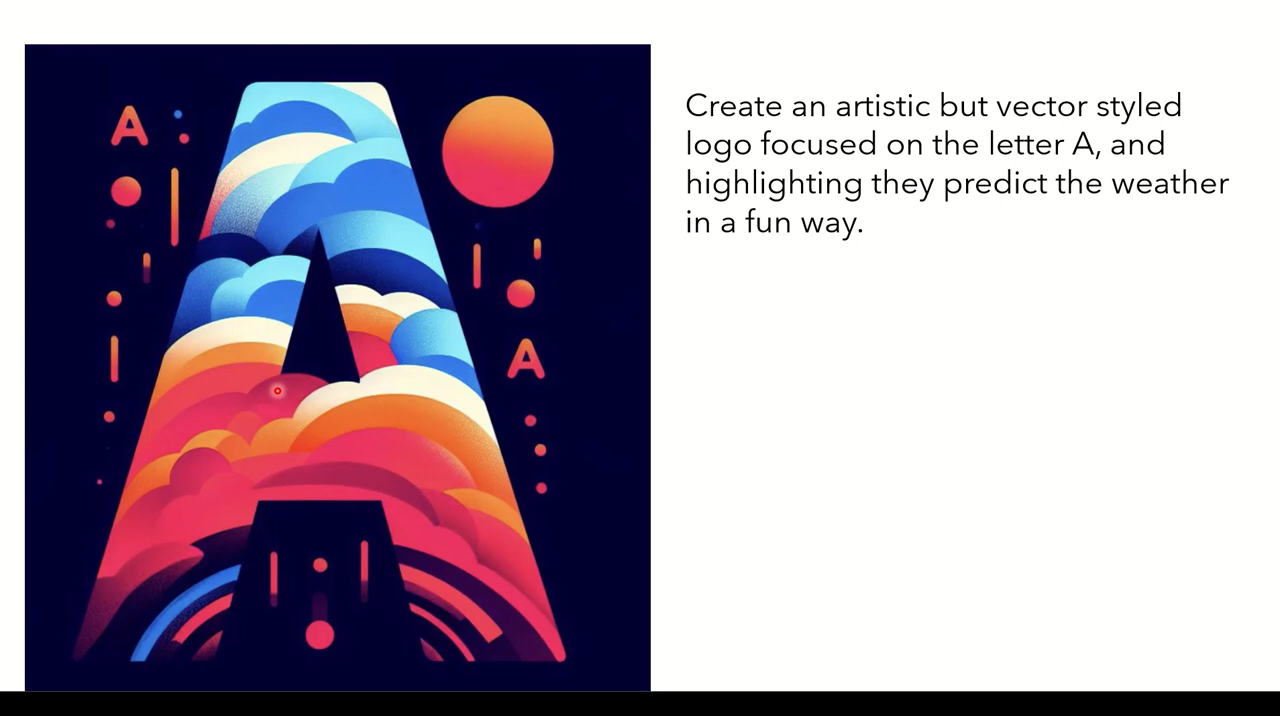 A
A
A
Create an artistic but vector styled
logo focused on the letter A, and
highlighting they predict the weather
in a fun way.